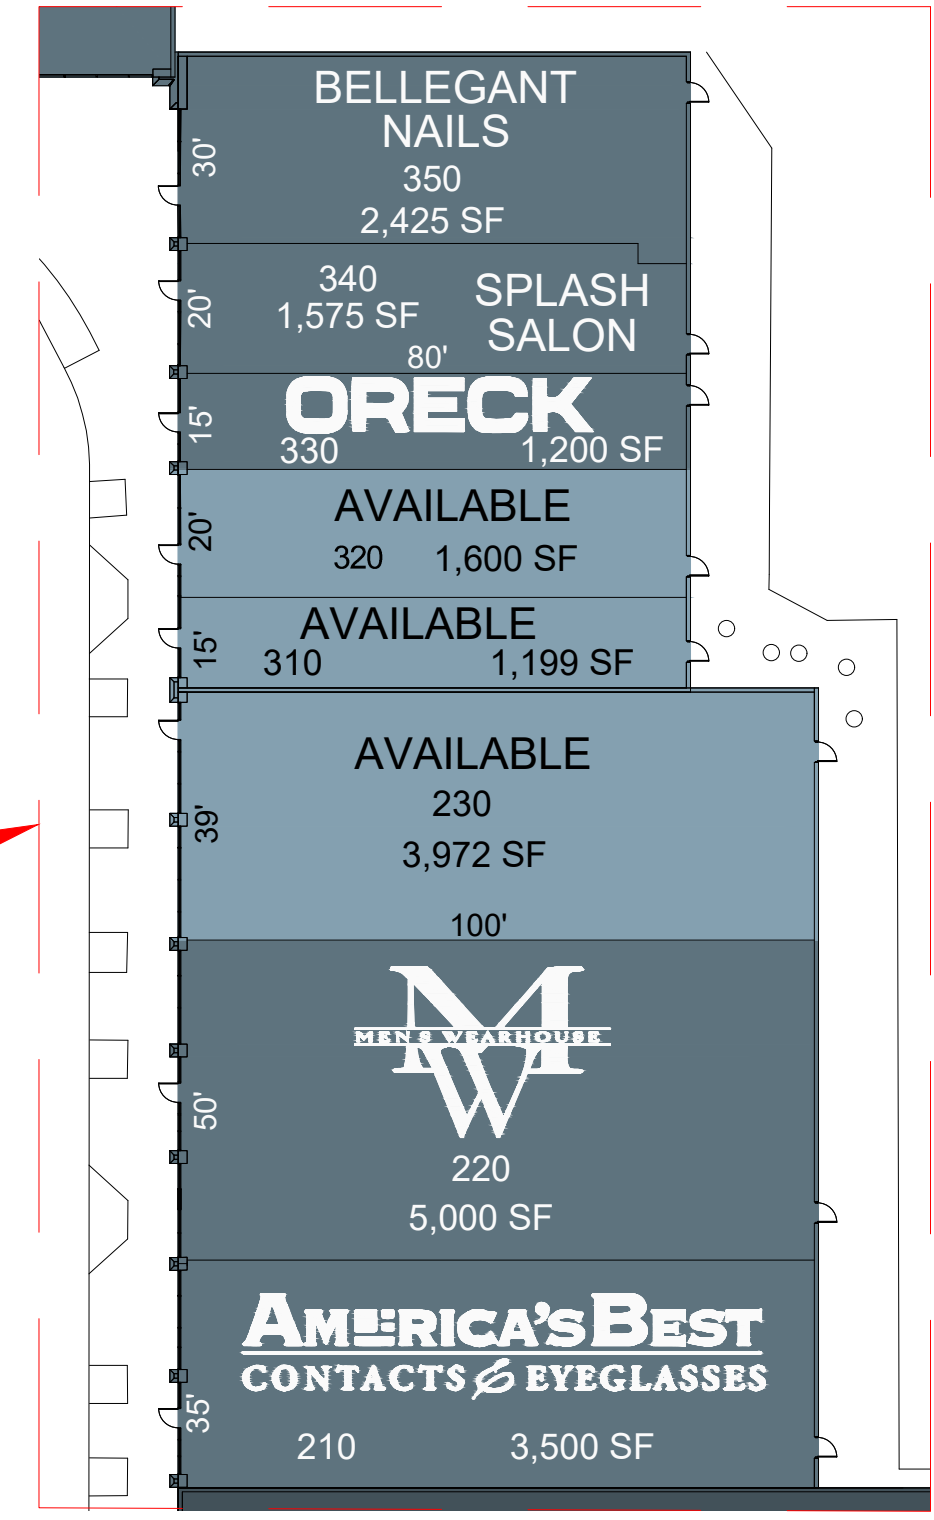 BELLEGANT
NAILS
30'
350
2,425 SF
340
1,575 SF
SPLASH
SALON
20'
80'
ORECK
15'
330 1,200 SF
AVAILABLE
20'
320 1,600 SF
AVAILABLE
15'
310 1,199 SF
AVAILABLE
230
39'
3,972 SF
100'
M
MEN S WEARHOUSE
W
50'
220
5,000 SF
AMERICA'S BEST
CONTACTS & EYEGLASSES
35'
210 3,500 SF